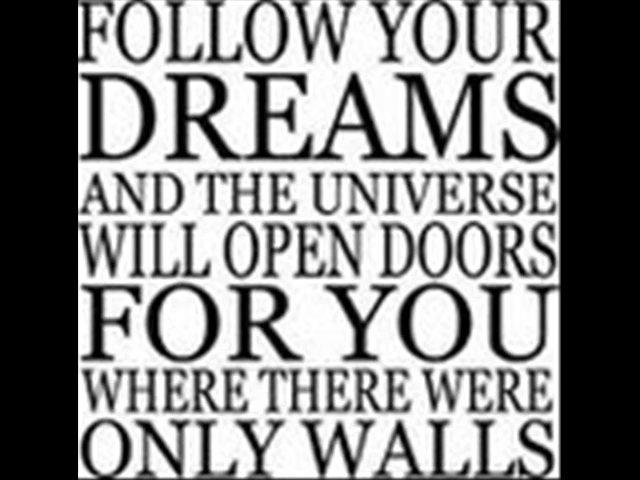 FOLLOW YOUR
DREAMS
AND THE UNIVERSE
WILL OPEN DOORS
FOR YOU
WHERE THERE WERE
ONLY WALLS